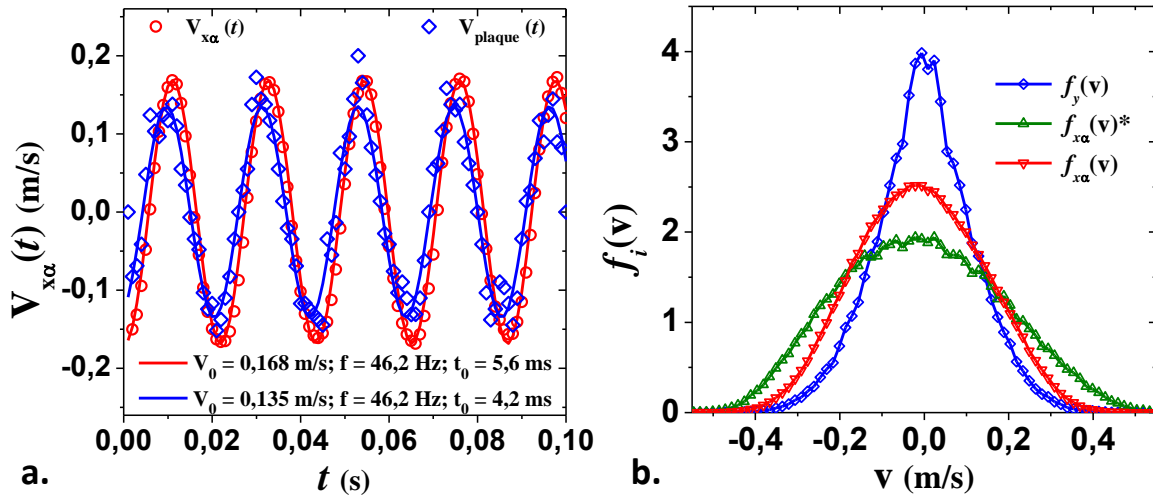 V_xα (t) V_plaque (t)
0,2
0,1
0,0
-0,1
-0,2
V_xα(t) (m/s)
V_0 = 0,168 m/s; f = 46,2 Hz; t_0 = 5,6 ms
V_0 = 0,135 m/s; f = 46,2 Hz; t_0 = 4,2 ms
0,00 0,02 0,04 0,06 0,08 0,10
t (s)
a.
4
3
2
1
0
f_i(v)
f_y(v)
f_xα(v)*
f_xα(v)
-0,4 -0,2 0,0 0,2 0,4
v (m/s)
b.